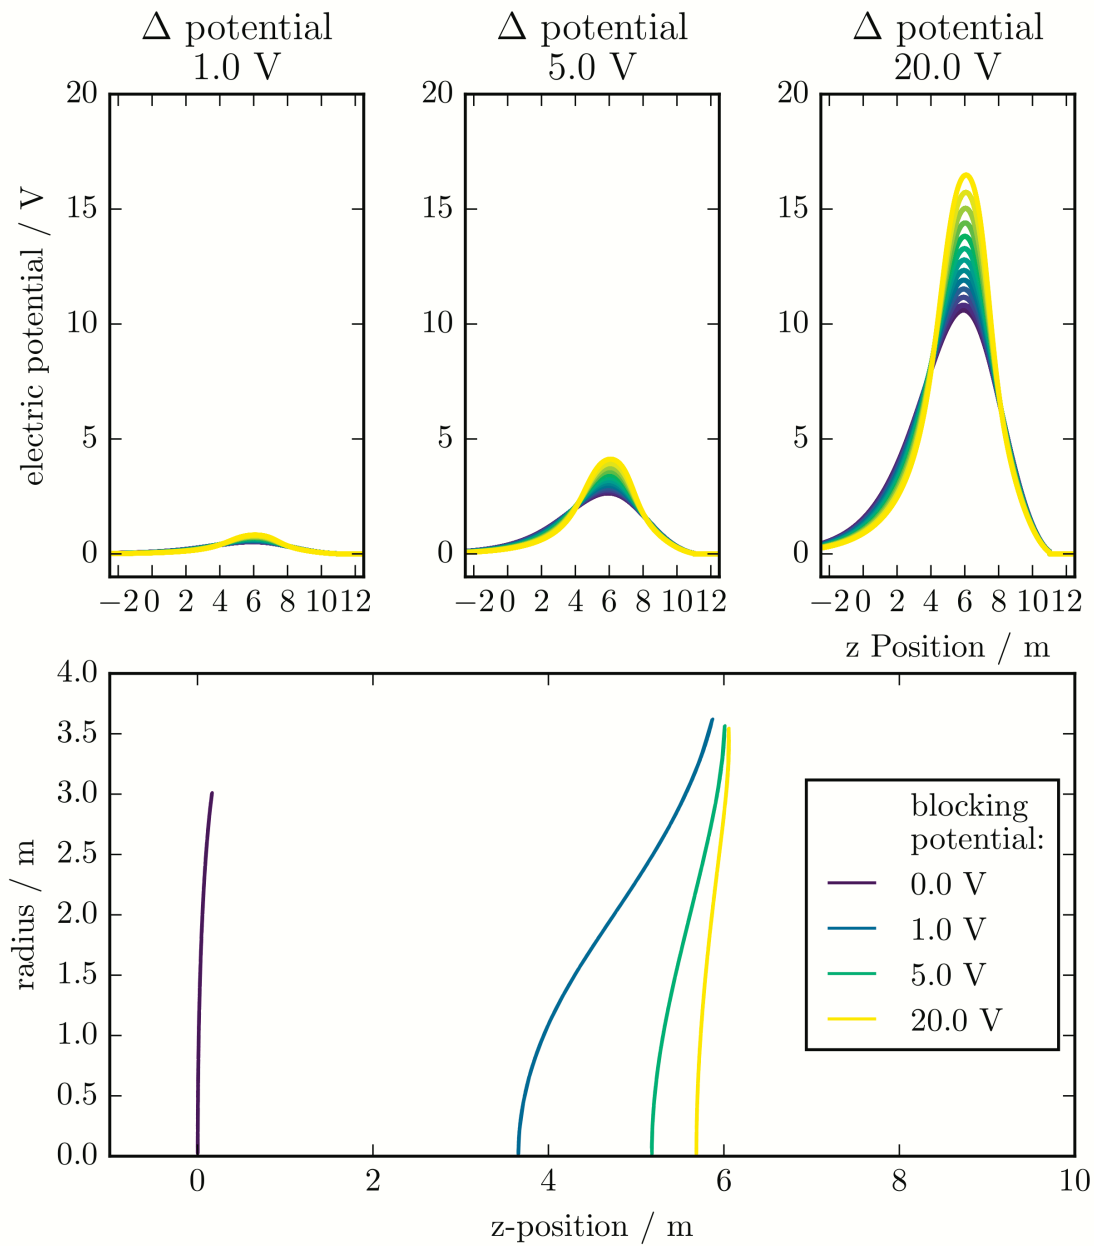 Δ potential
1.0 V
Δ potential
5.0 V
Δ potential
20.0 V
electric potential / V
20
15
10
5
0
−2 0 2 4 6 8 10 12
20
15
10
5
0
−2 0 2 4 6 8 10 12
20
15
10
5
0
−2 0 2 4 6 8 10 12
z Position / m
radius / m
4.0
3.5
3.0
2.5
2.0
1.5
1.0
0.5
0.0
0 2 4 6 8 10
z-position / m
blocking
potential:
0.0 V
1.0 V
5.0 V
20.0 V